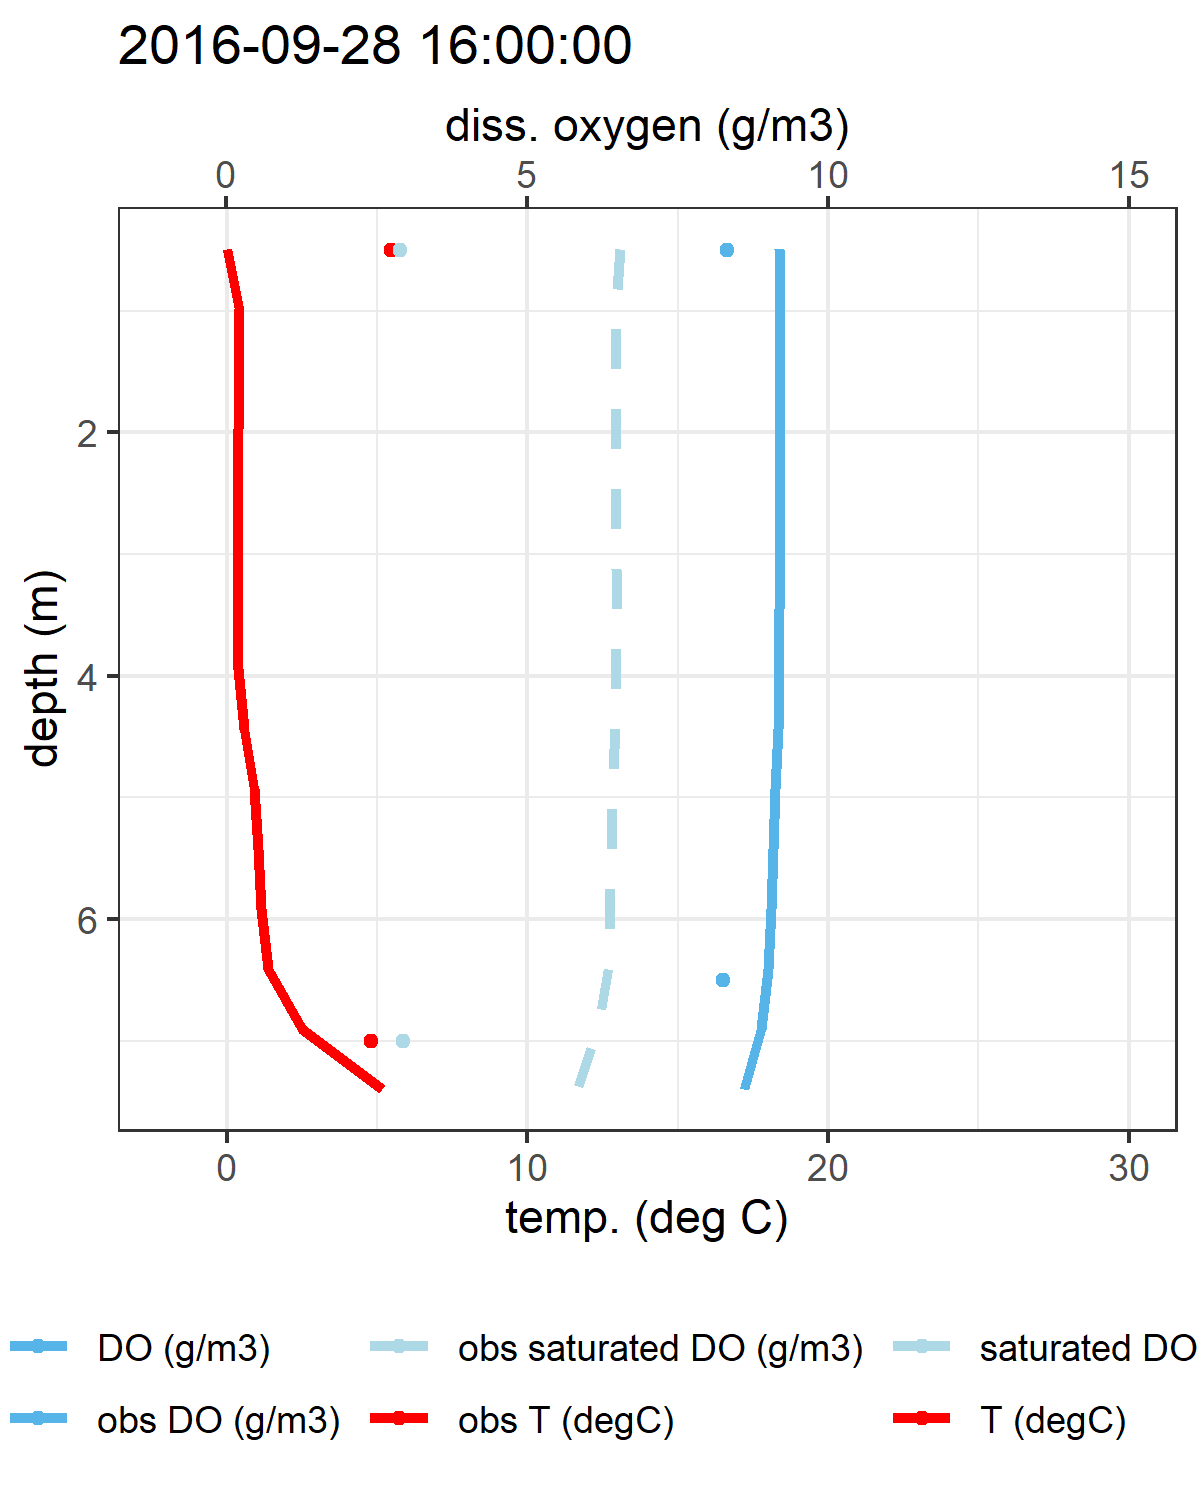 2016-09-28 16:00:00
diss. oxygen (g/m3)
0 5 10 15
depth (m)
2
4
6
0 10 20 30
temp. (deg C)
DO (g/m3) obs saturated DO (g/m3) saturated DO
obs DO (g/m3) obs T (degC) T (degC)